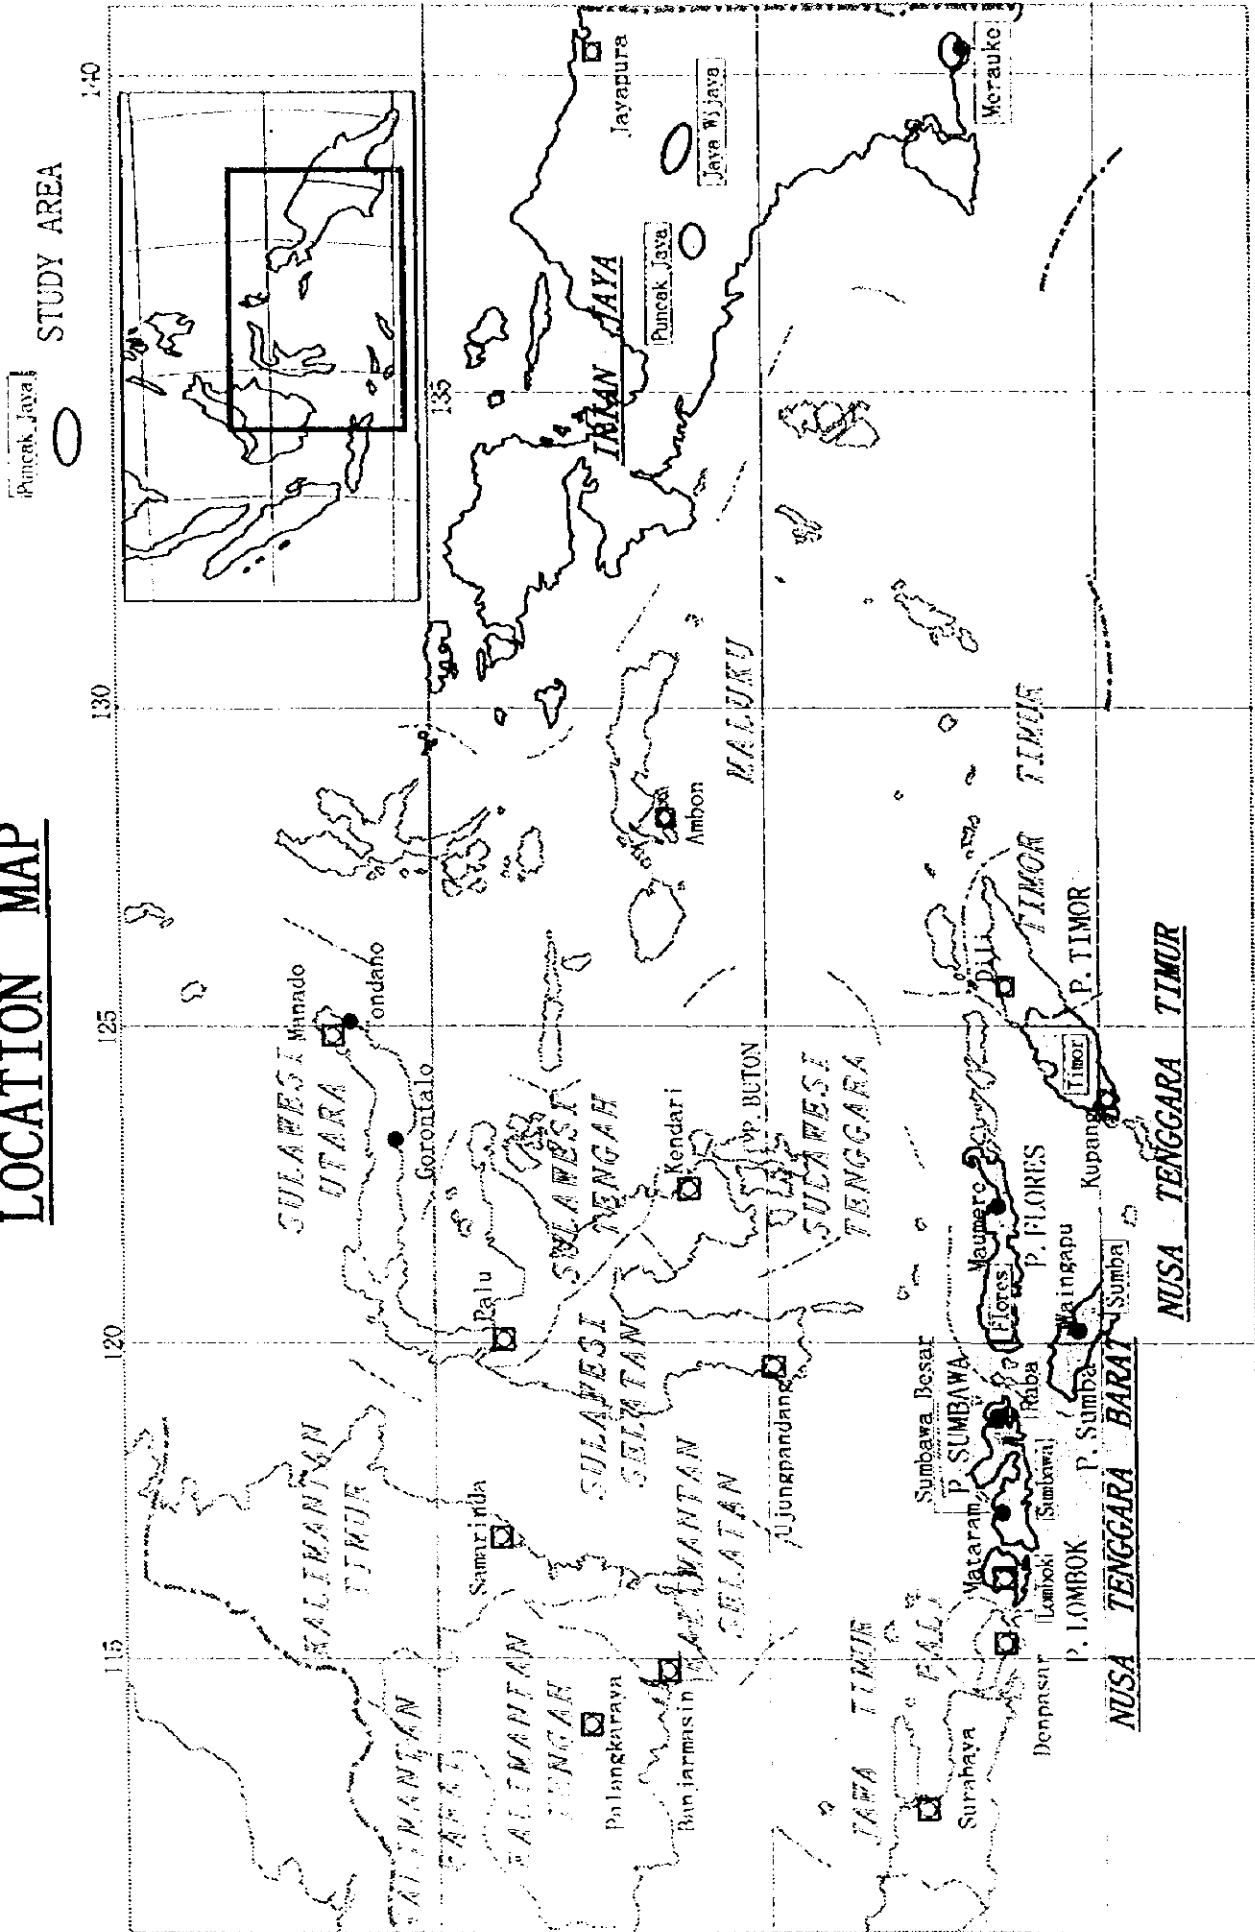 LOCATION MAP
Puncak Jaya
STUDY AREA
115
120
125
130
135
140
KALIMANTAN
TIMUR
SULAWESI
UTARA
Manado
Tondano
Gorontalo
KALIMANTAN
BARAT
KALIMANTAN
TENGAH
Samarinda
Palu
SULAWESI
TENGAH
IRIAN JAYA
Jayapura
Puncak Jaya
Jaya Wijaya
Palangkaraya
Banjarmasin
KALIMANTAN
SELATAN
SULAWESI
SELATAN
Kendari
P. BUTON
Ambon
MALUKU
Ujungpandang
SULAWESI
TENGGARA
JAWA TIMUR
BALI
Surabaya
Denpasar
Mataram
Sumbawa Besar
P. SUMBAWA
Lombok
P. LOMBOK
Sumbawa
Raba
Flores
Maumere
P. FLORES
Waingapu
P. Sumba
Sumba
Kupang
Timor
Dili
P. TIMOR
TIMOR TIMUR
Merauke
NUSA TENGGARA BARAT
NUSA TENGGARA TIMUR